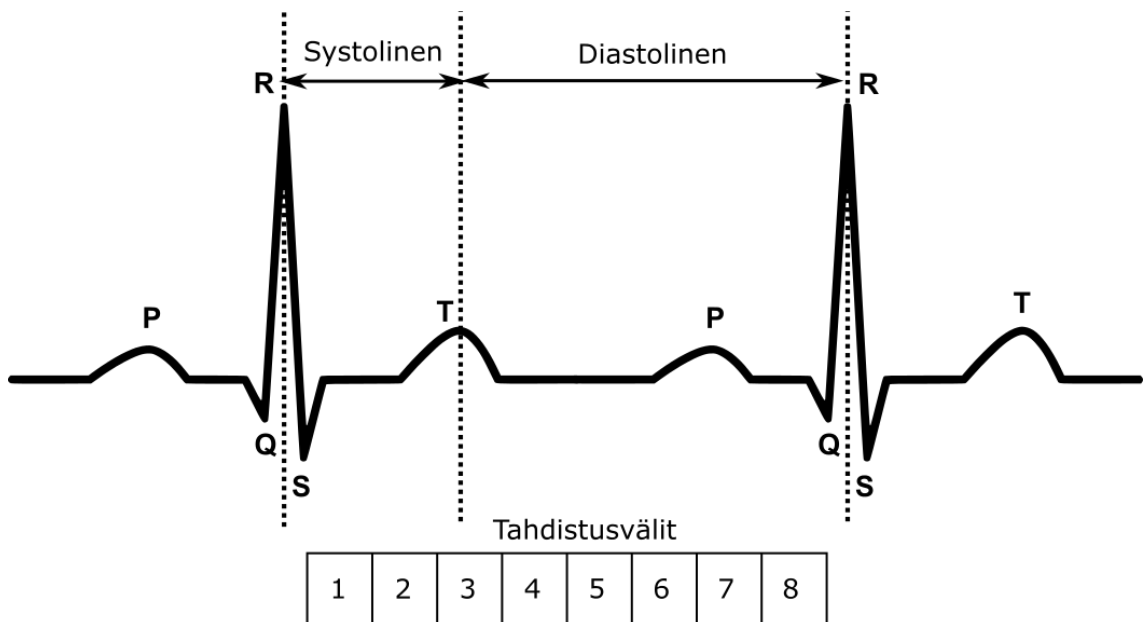 Systolinen
Diastolinen
R
R
P
T
P
T
Q
S
Q
S
Tahdistusvälit
1 2 3 4 5 6 7 8